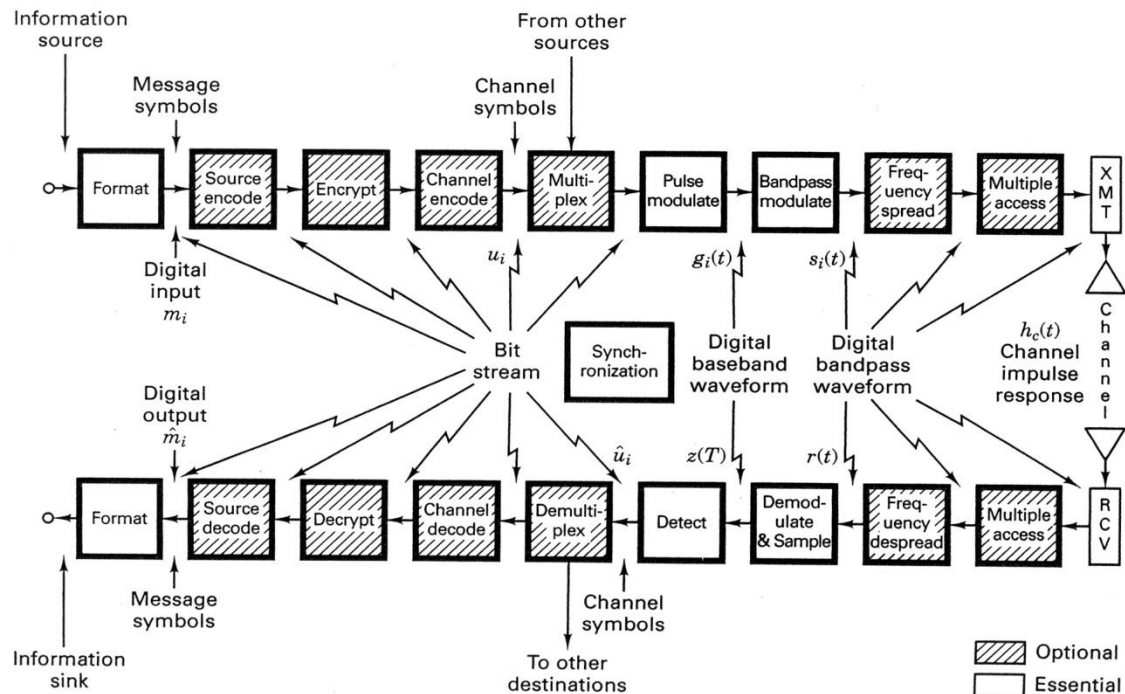 Information
source
From other
sources
Message
symbols
Channel
symbols
Format
Source
encode
Encrypt
Channel
encode
Multi-
plex
Pulse
modulate
Bandpass
modulate
Freq-
uency
spread
Multiple
access
X
M
T
Digital
input
m_i
u_i
g_i(t)
s_i(t)
Bit
stream
Synch-
ronization
Digital
baseband
waveform
Digital
bandpass
waveform
h_c(t)
Channel
impulse
response
C
h
a
n
n
e
l
Digital
output
m̂_i
û_i
z(T)
r(t)
Format
Source
decode
Decrypt
Channel
decode
Demulti-
plex
Detect
Demod-
ulate
& Sample
Freq-
uency
despread
Multiple
access
R
C
V
Message
symbols
Channel
symbols
Information
sink
To other
destinations
Optional
Essential